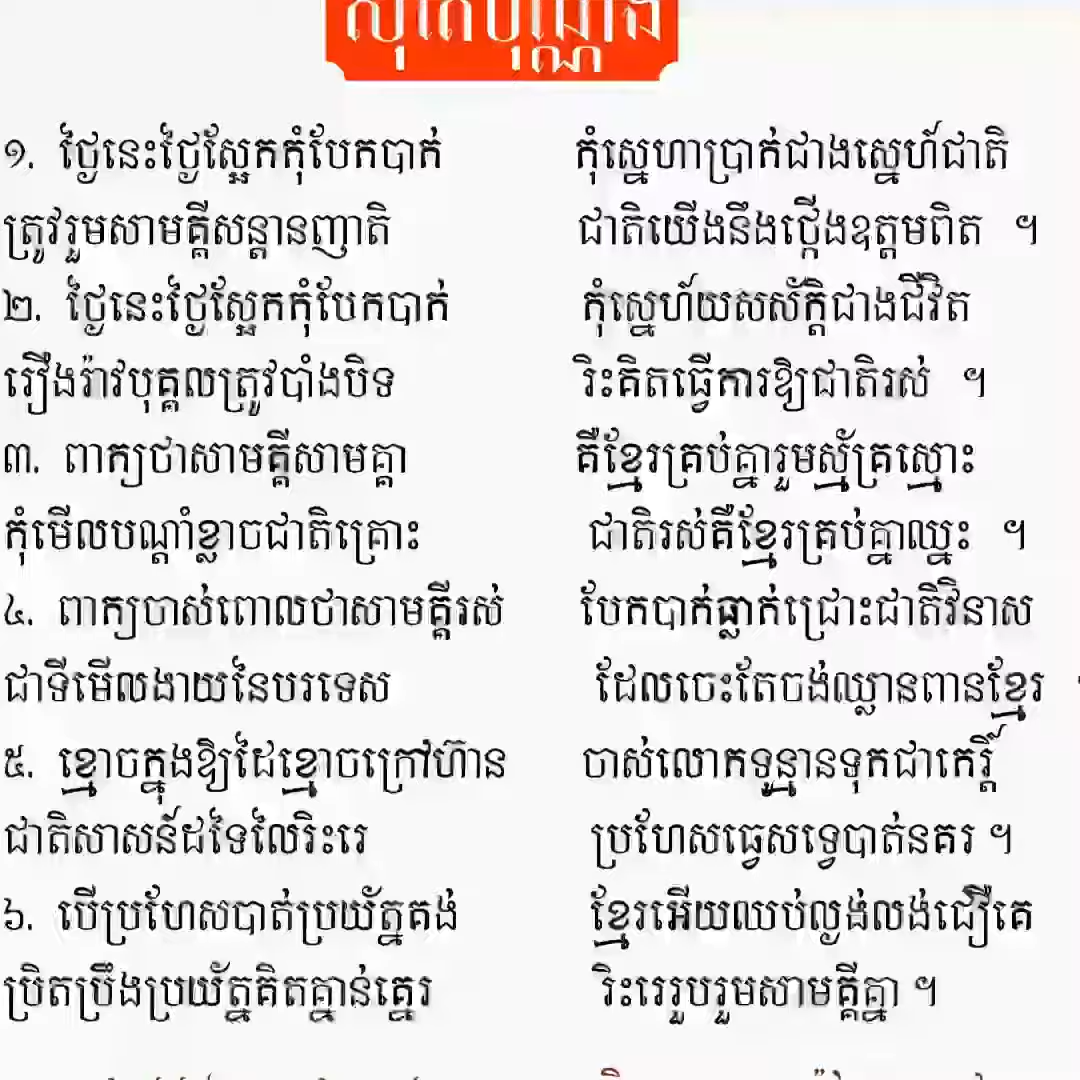 ១. ថ្ងៃនេះថ្ងៃស្អែកកុំបែកបាក់ កុំស្នេហាប្រាក់ជាងស្នេហ៍ជាតិ
ត្រូវរួមសាមគ្គីសន្តានញាតិ ជាតិយើងនឹងថ្កើងឧត្តមពិត ។
២. ថ្ងៃនេះថ្ងៃស្អែកកុំបែកបាក់ កុំស្នេហ៍យសស័ក្តិជាងជីវិត
រឿងរ៉ាវបុគ្គលត្រូវបាំងបិទ រិះគិតធ្វើការឱ្យជាតិរស់ ។
៣. ពាក្យថាសាមគ្គីសាមគ្គា គឺខ្មែរគ្រប់គ្នារួមស្ម័គ្រស្មោះ
កុំមើលបណ្តាំខ្លាចជាតិគ្រោះ ជាតិរស់គឺខ្មែរគ្រប់គ្នាឈ្នះ ។
៤. ពាក្យចាស់ពោលថាសាមគ្គីរស់ បែកបាក់ធ្លាក់ជ្រោះជាតិវិនាស
ជាទីមើលងាយនៃបរទេស ដែលចេះតែចង់ឈ្លានពានខ្មែរ
៥. ខ្មោចក្នុងឱ្យដៃខ្មោចក្រៅហ៊ាន ចាស់លោកទូន្មានទុកជាកេរ្តិ៍
ជាតិសាសន៍ដទៃលៃរិះរេ ប្រហែសធ្វេសទ្វេបាត់នគរ ។
៦. បើប្រហែសបាត់ប្រយ័ត្នគង់ ខ្មែរអើយឈប់ល្ងង់លង់ជឿគេ
ប្រិតប្រឹងប្រយ័ត្នគិតគ្នាន់គ្នេរ រិះរេរួបរួមសាមគ្គីគ្នា ។